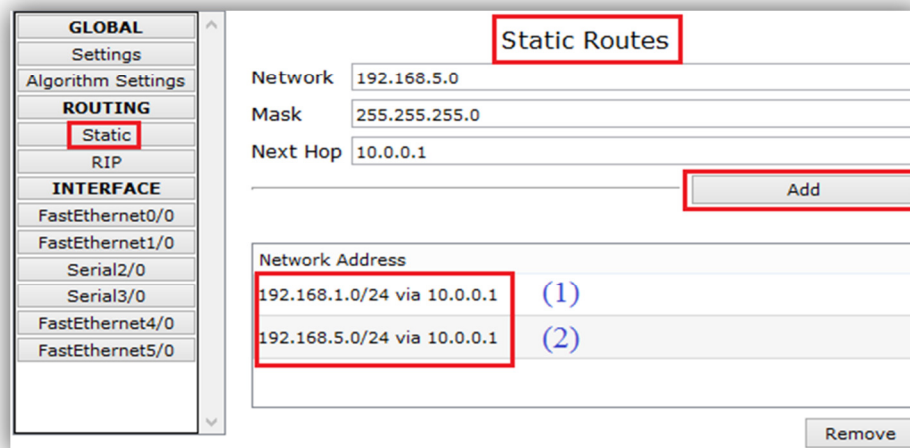 GLOBAL
Settings
Algorithm Settings
ROUTING
Static
RIP
INTERFACE
FastEthernet0/0
FastEthernet1/0
Serial2/0
Serial3/0
FastEthernet4/0
FastEthernet5/0
Static Routes
Network 192.168.5.0
Mask 255.255.255.0
Next Hop 10.0.0.1
Add
Network Address
192.168.1.0/24 via 10.0.0.1 (1)
192.168.5.0/24 via 10.0.0.1 (2)
Remove